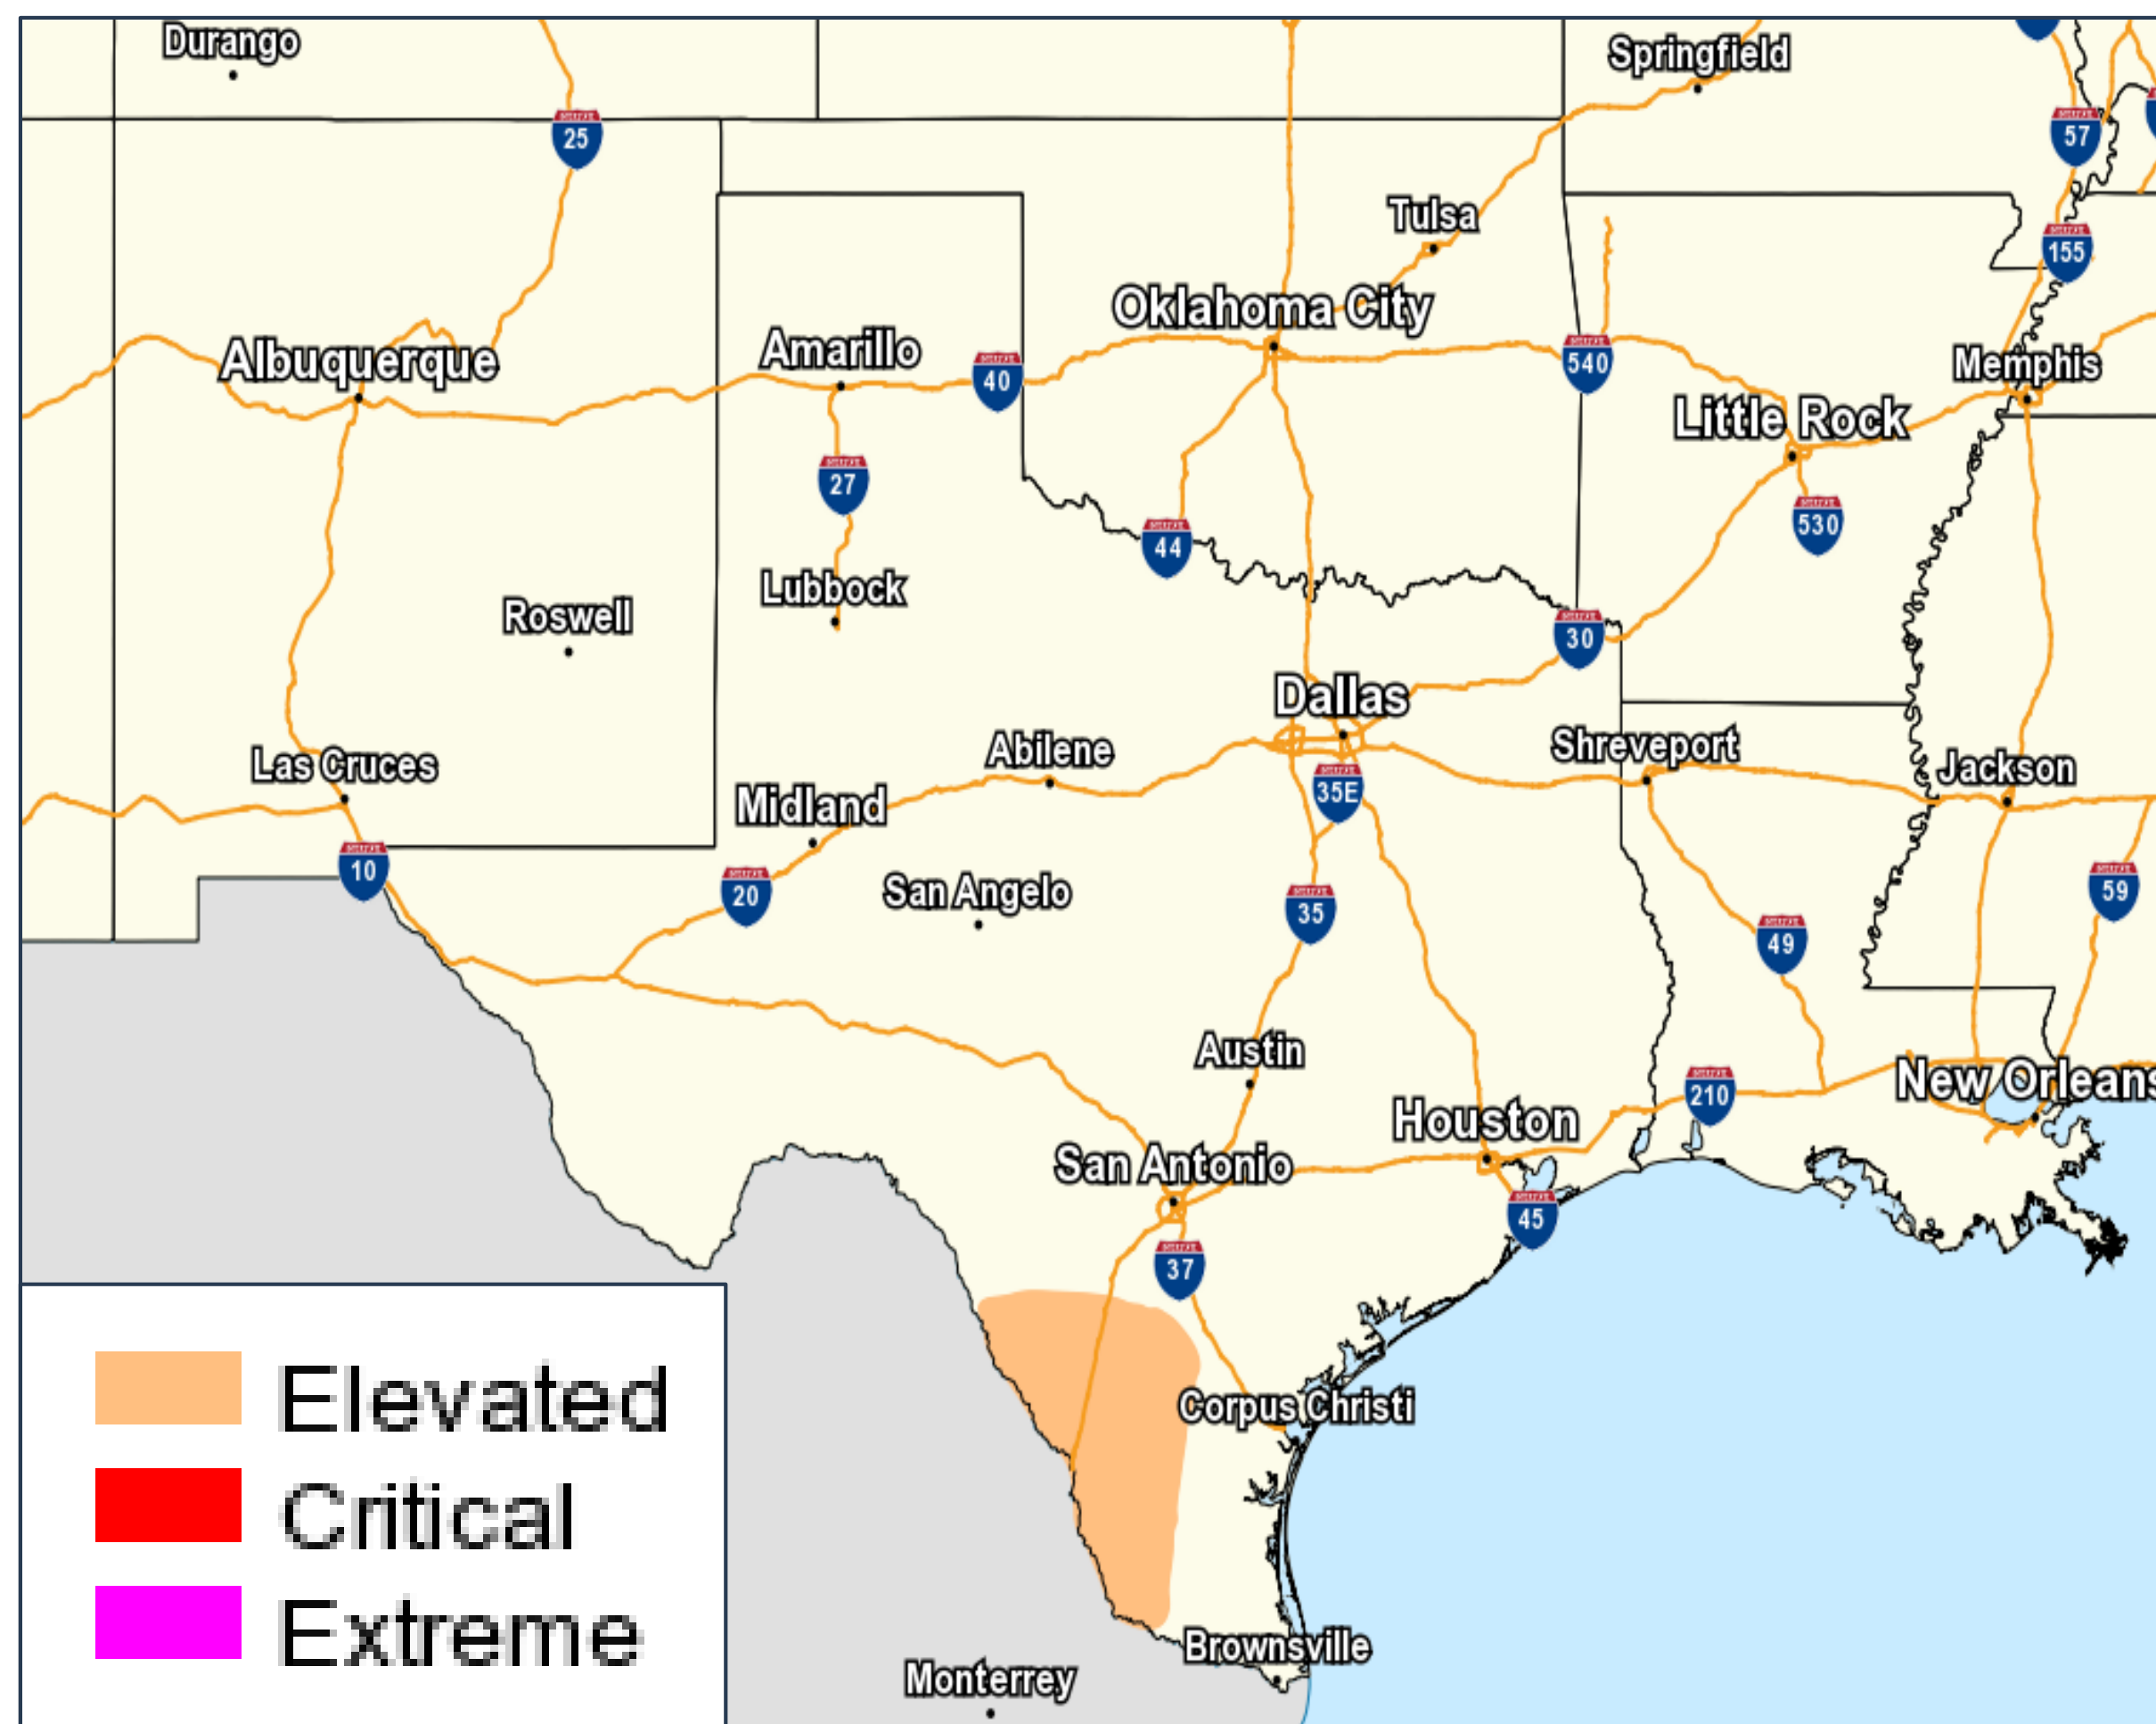 Durango
Springfield
25
57
Tulsa
155
Oklahoma City
Albuquerque
Amarillo
40
540
Memphis
Little Rock
27
530
44
Lubbock
Roswell
30
Dallas
Shreveport
Las Cruces
Abilene
Jackson
35E
Midland
10
20
San Angelo
59
35
49
Austin
New Orleans
210
Houston
San Antonio
45
37
Corpus Christi
Brownsville
Monterrey
Elevated
Critical
Extreme